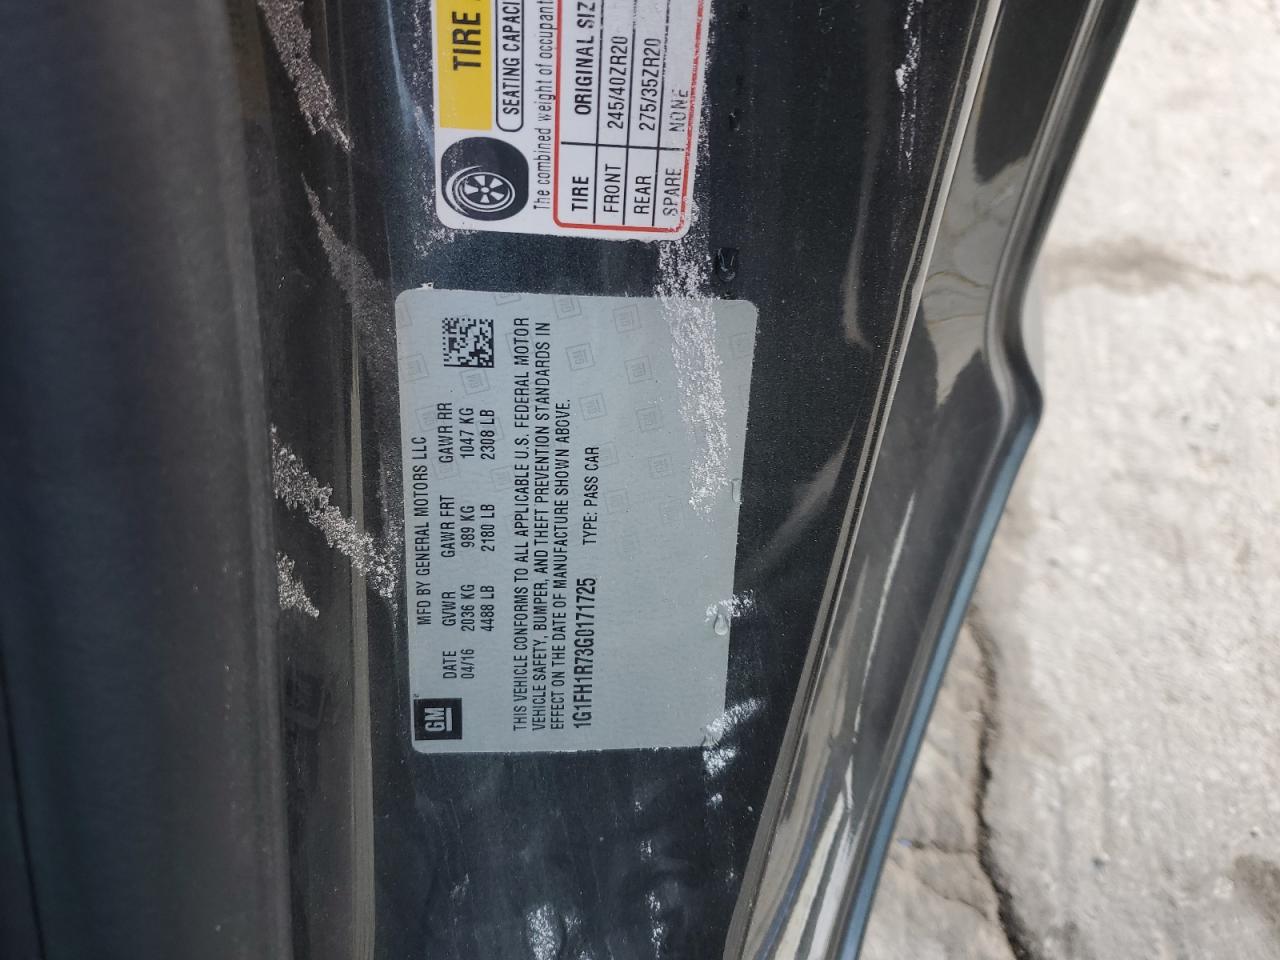 TIRE
SEATING CAPACI
The combined weight of occupant
TIRE ORIGINAL SIZ
FRONT 245/40ZR20
REAR 275/35ZR20
SPARE NONE
GM
MFD BY GENERAL MOTORS LLC
DATE GVWR GAWR FRT GAWR RR
04/16 2036 KG 989 KG 1047 KG
4488 LB 2180 LB 2308 LB
THIS VEHICLE CONFORMS TO ALL APPLICABLE U.S. FEDERAL MOTOR
VEHICLE SAFETY, BUMPER, AND THEFT PREVENTION STANDARDS IN
EFFECT ON THE DATE OF MANUFACTURE SHOWN ABOVE.
1G1FH1R73G0171725 TYPE: PASS CAR